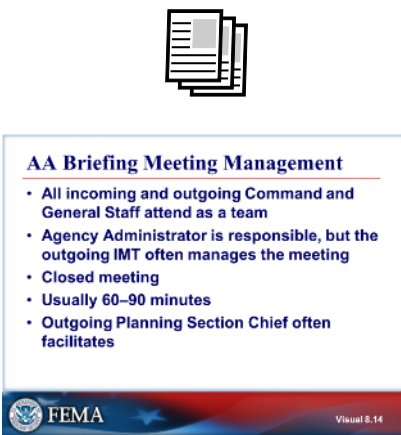 AA Briefing Meeting Management
• All incoming and outgoing Command and
General Staff attend as a team
• Agency Administrator is responsible, but the
outgoing IMT often manages the meeting
• Closed meeting
• Usually 60–90 minutes
• Outgoing Planning Section Chief often
facilitates
FEMA
Visual 8.14